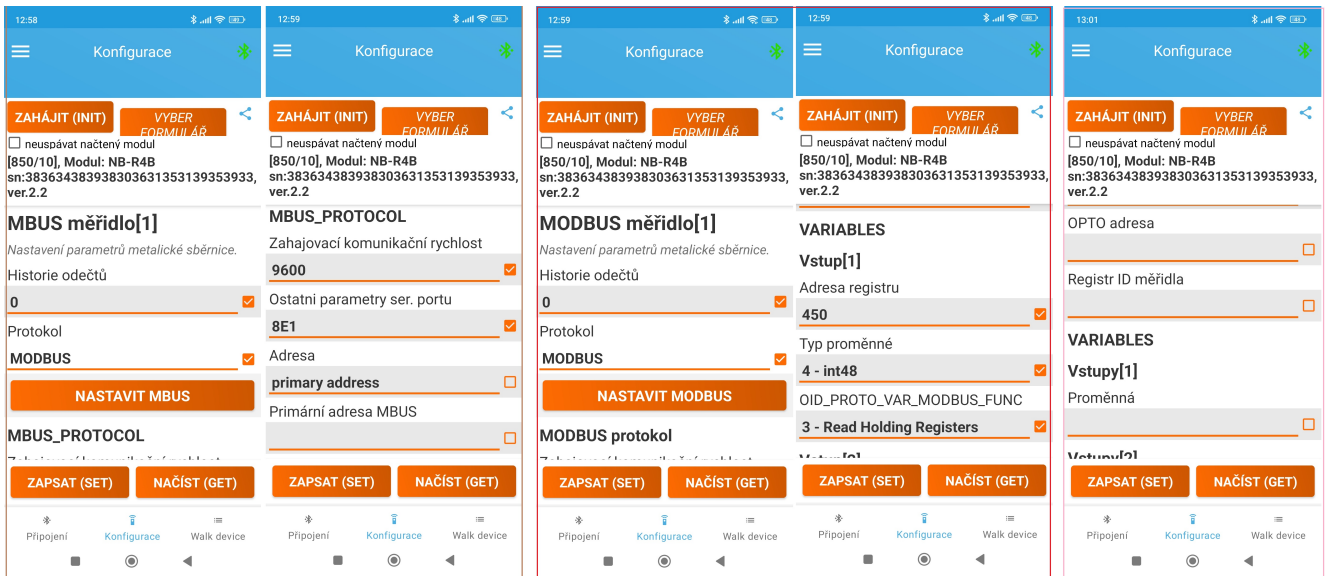 12:58
Konfigurace
ZAHÁJIT (INIT)
VYBER
FORMULÁŘ
neuspávat načtený modul
[850/10], Modul: NB-R4B
sn:383634383938303631353139353933,
ver.2.2
MBUS měřidlo[1]
Nastavení parametrů metalické sběrnice.
Historie odečtů
0
Protokol
MODBUS
NASTAVIT MBUS
MBUS_PROTOCOL
Zahajovací komunikační rychlost
ZAPSAT (SET)
NAČÍST (GET)
Připojení
Konfigurace
Walk device
12:59
Konfigurace
ZAHÁJIT (INIT)
VYBER
FORMULÁŘ
neuspávat načtený modul
[850/10], Modul: NB-R4B
sn:383634383938303631353139353933,
ver.2.2
MBUS_PROTOCOL
Zahajovací komunikační rychlost
9600
Ostatni parametry ser. portu
8E1
Adresa
primary address
Primární adresa MBUS
ZAPSAT (SET)
NAČÍST (GET)
Připojení
Konfigurace
Walk device
12:59
Konfigurace
ZAHÁJIT (INIT)
VYBER
FORMULÁŘ
neuspávat načtený modul
[850/10], Modul: NB-R4B
sn:383634383938303631353139353933,
ver.2.2
MODBUS měřidlo[1]
Nastavení parametrů metalické sběrnice.
Historie odečtů
0
Protokol
MODBUS
NASTAVIT MODBUS
MODBUS protokol
Zahajovací komunikační rychlost
ZAPSAT (SET)
NAČÍST (GET)
Připojení
Konfigurace
Walk device
12:59
Konfigurace
ZAHÁJIT (INIT)
VYBER
FORMULÁŘ
neuspávat načtený modul
[850/10], Modul: NB-R4B
sn:383634383938303631353139353933,
ver.2.2
VARIABLES
Vstup[1]
Adresa registru
450
Typ proměnné
4 - int48
OID_PROTO_VAR_MODBUS_FUNC
3 - Read Holding Registers
Vstup[2]
ZAPSAT (SET)
NAČÍST (GET)
Připojení
Konfigurace
Walk device
13:01
Konfigurace
ZAHÁJIT (INIT)
VYBER
FORMULÁŘ
neuspávat načtený modul
[850/10], Modul: NB-R4B
sn:383634383938303631353139353933,
ver.2.2
OPTO adresa
Registr ID měřidla
VARIABLES
Vstupy[1]
Proměnná
Vstupy[2]
ZAPSAT (SET)
NAČÍST (GET)
Připojení
Konfigurace
Walk device